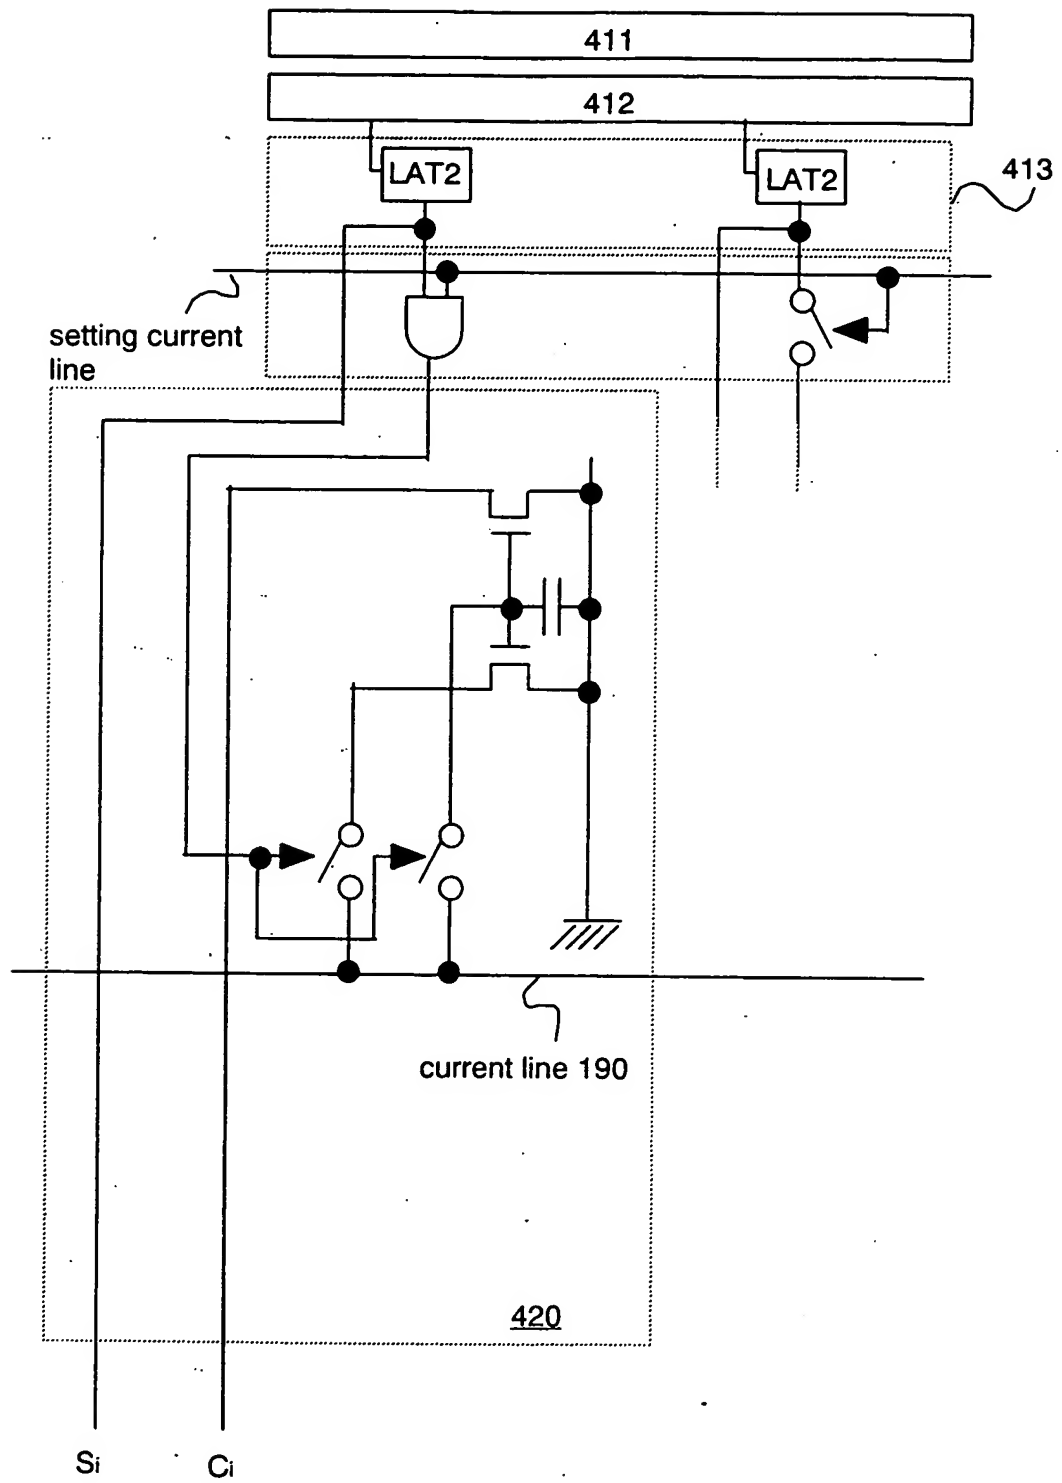 411
412
LAT2
LAT2
413
setting current
line
current line 190
420
Si
Ci